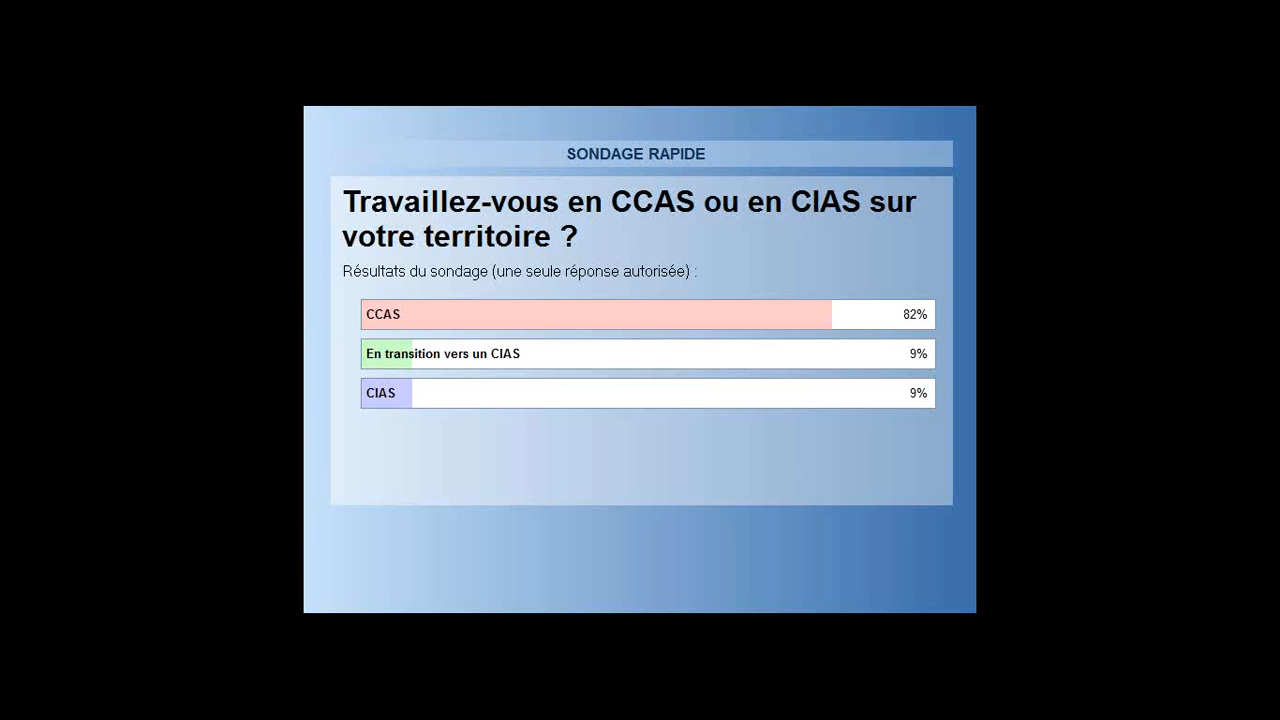 SONDAGE RAPIDE
Travaillez-vous en CCAS ou en CIAS sur
votre territoire ?
Résultats du sondage (une seule réponse autorisée) :
CCAS 82%
En transition vers un CIAS 9%
CIAS 9%